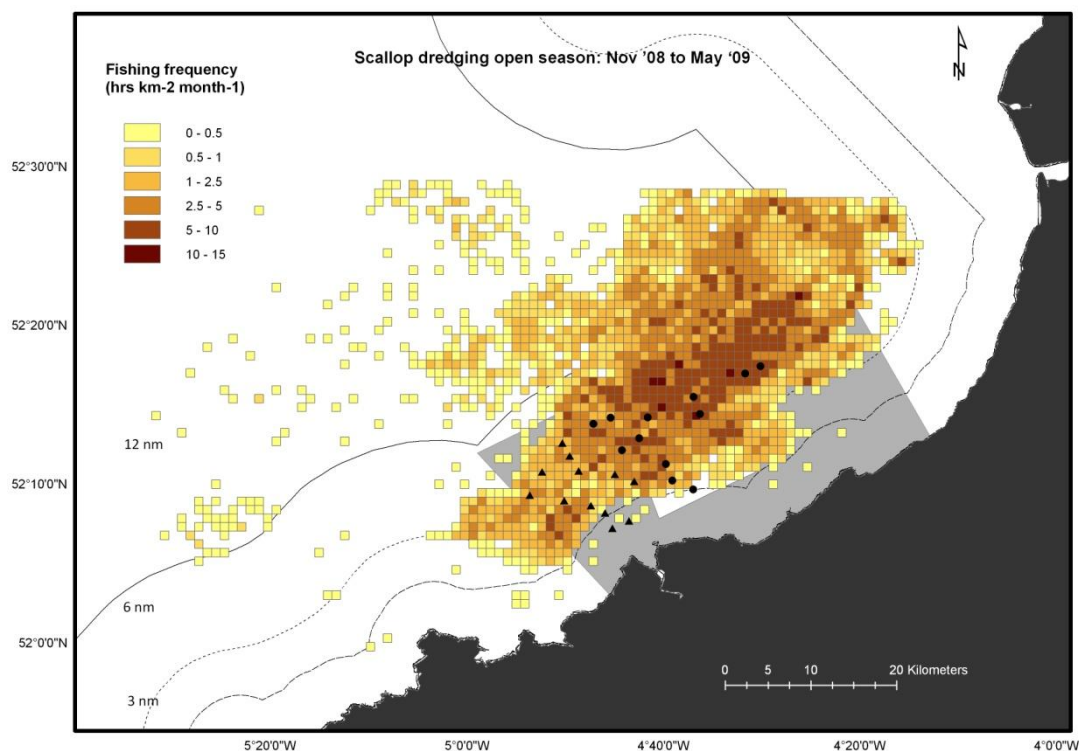 Scallop dredging open season: Nov '08 to May ‘09
N
Fishing frequency
(hrs km-2 month-1)
0 - 0.5
0.5 - 1
1 - 2.5
2.5 - 5
5 - 10
10 - 15
52°30'0"N
52°20'0"N
52°10'0"N
52°0'0"N
12 nm
6 nm
3 nm
0 5 10 20 Kilometers
5°20'0"W 5°0'0"W 4°40'0"W 4°20'0"W 4°0'0"W